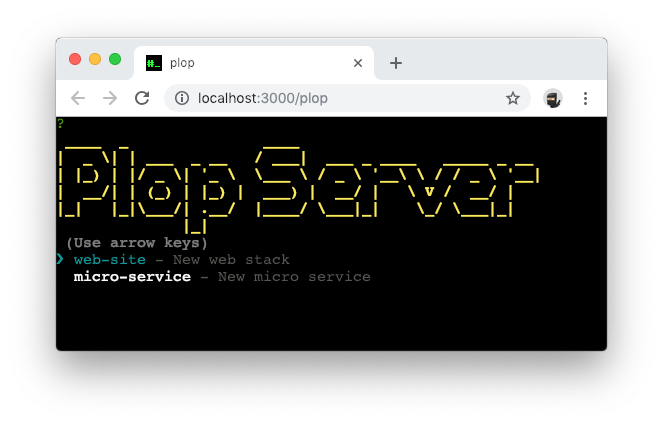 #_ plop
localhost:3000/plop
?
Plop Server
(Use arrow keys)
❯ web-site - New web stack
micro-service - New micro service